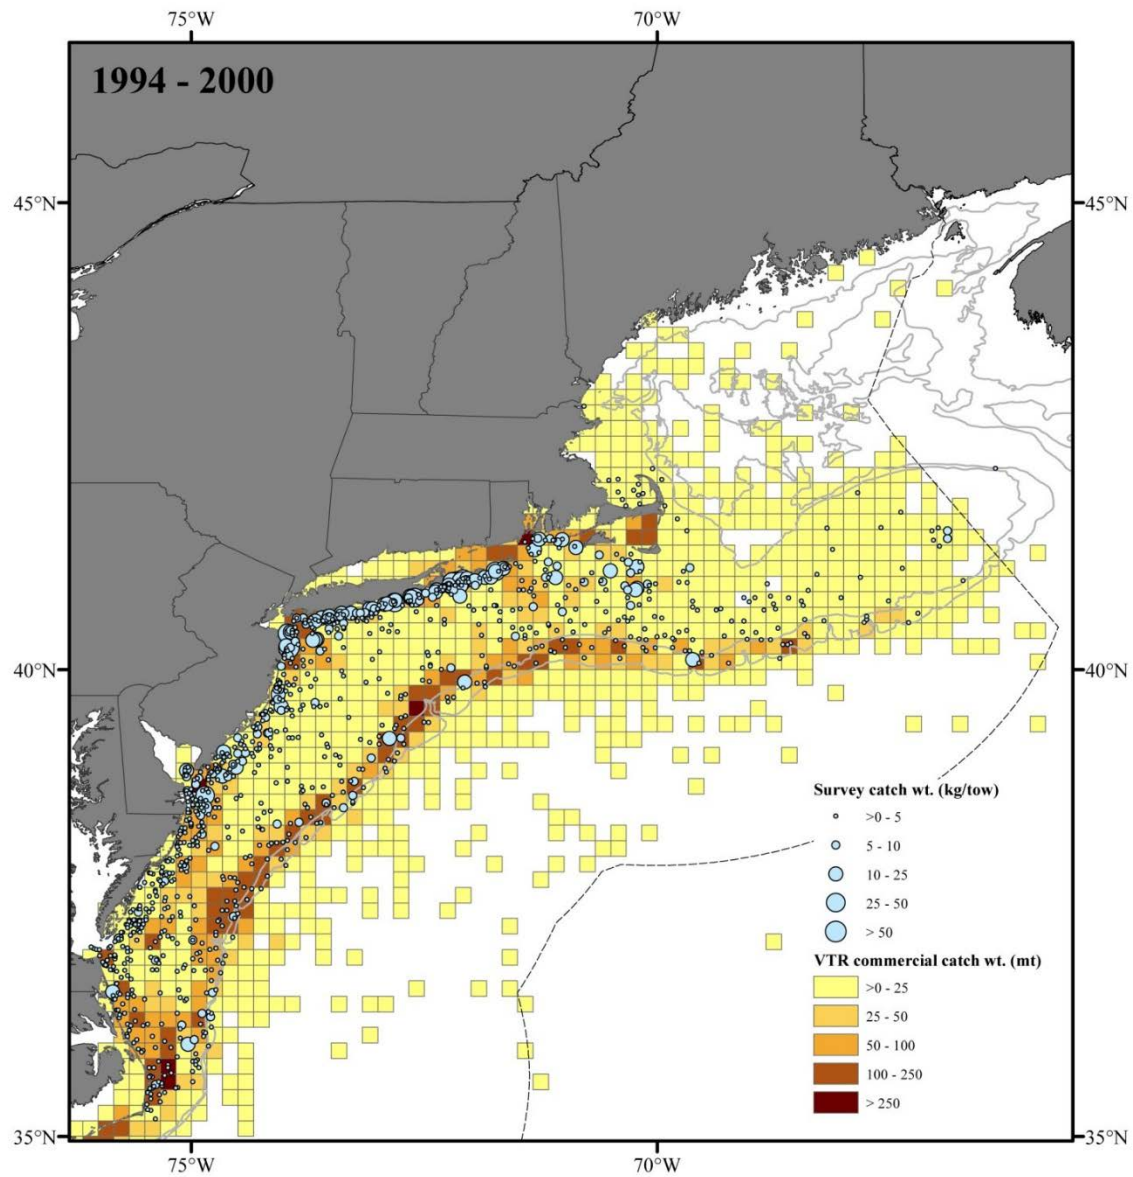 75°W 70°W
1994 - 2000
45°N 45°N
40°N 40°N
Survey catch wt. (kg/tow)
>0 - 5
5 - 10
10 - 25
25 - 50
> 50
VTR commercial catch wt. (mt)
>0 - 25
25 - 50
50 - 100
100 - 250
> 250
35°N 35°N
75°W 70°W